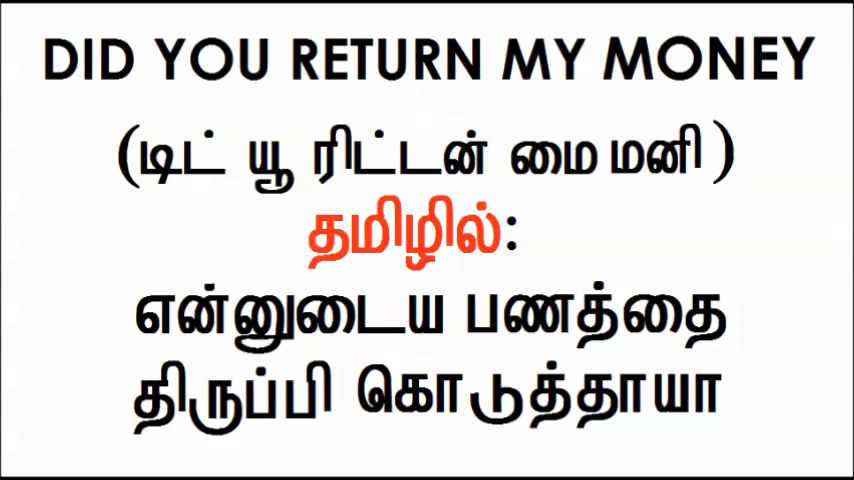 DID YOU RETURN MY MONEY
(டிட் யூ ரிட்டன் மை மனி)
தமிழில்:
என்னுடைய பணத்தை
திருப்பி கொடுத்தாயா